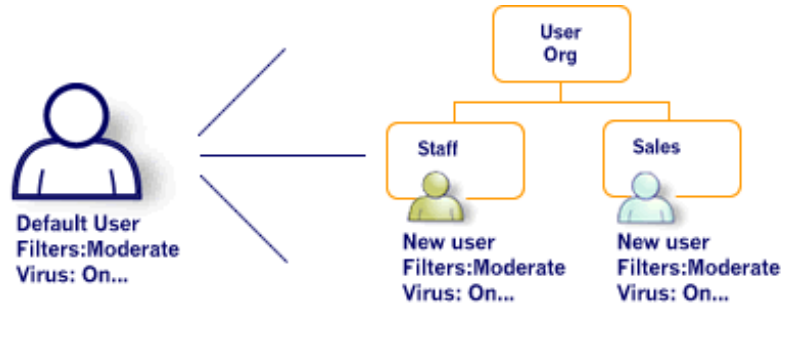 User
Org
Staff
Sales
Default User
Filters:Moderate
Virus: On...
New user
Filters:Moderate
Virus: On...
New user
Filters:Moderate
Virus: On...